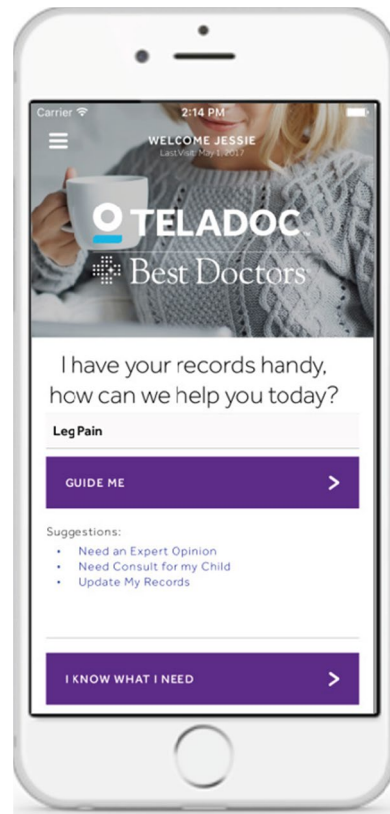 Carrier 2:14 PM
WELCOME JESSIE
Last Visit: May 1, 2017
TELADOC
Best Doctors
I have your records handy,
how can we help you today?
Leg Pain
GUIDE ME
Suggestions:
• Need an Expert Opinion
• Need Consult for my Child
• Update My Records
I KNOW WHAT I NEED